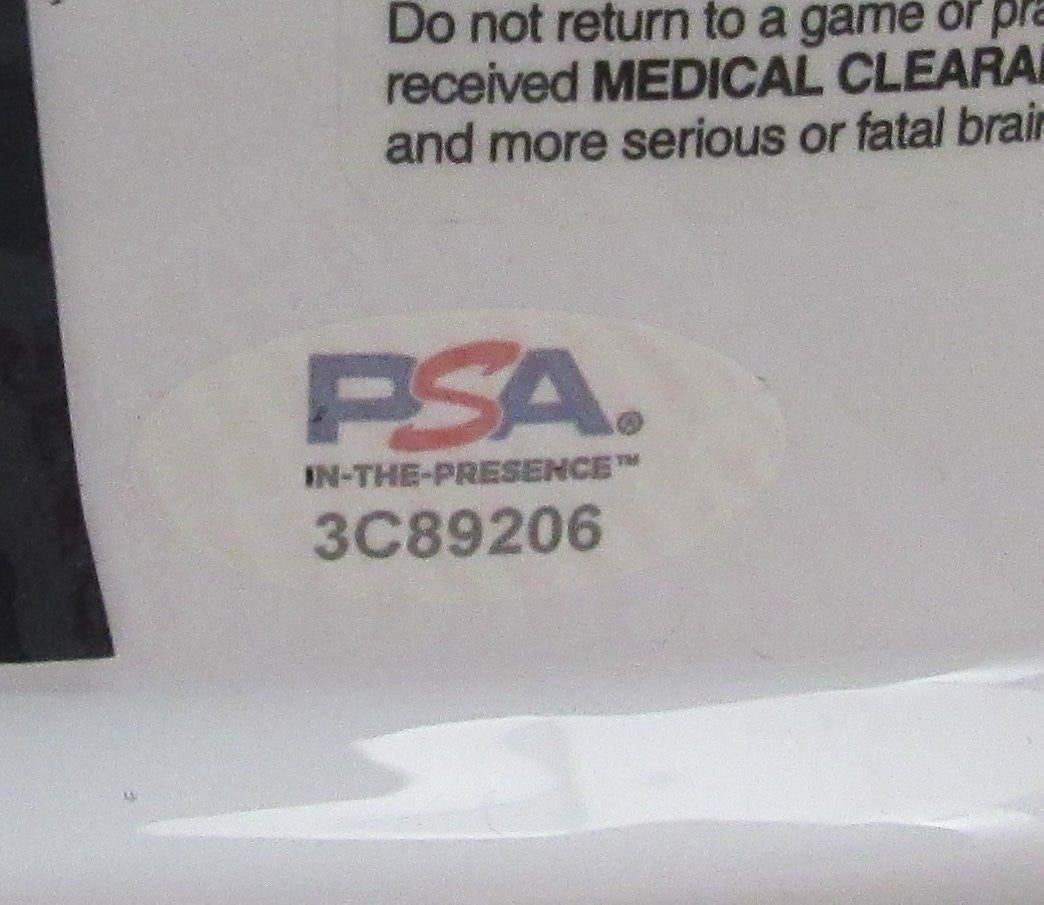 Do not return to a game or
received MEDICAL
and more serious or fatal
PSA®
IN-THE-PRESENCE™
3C89206